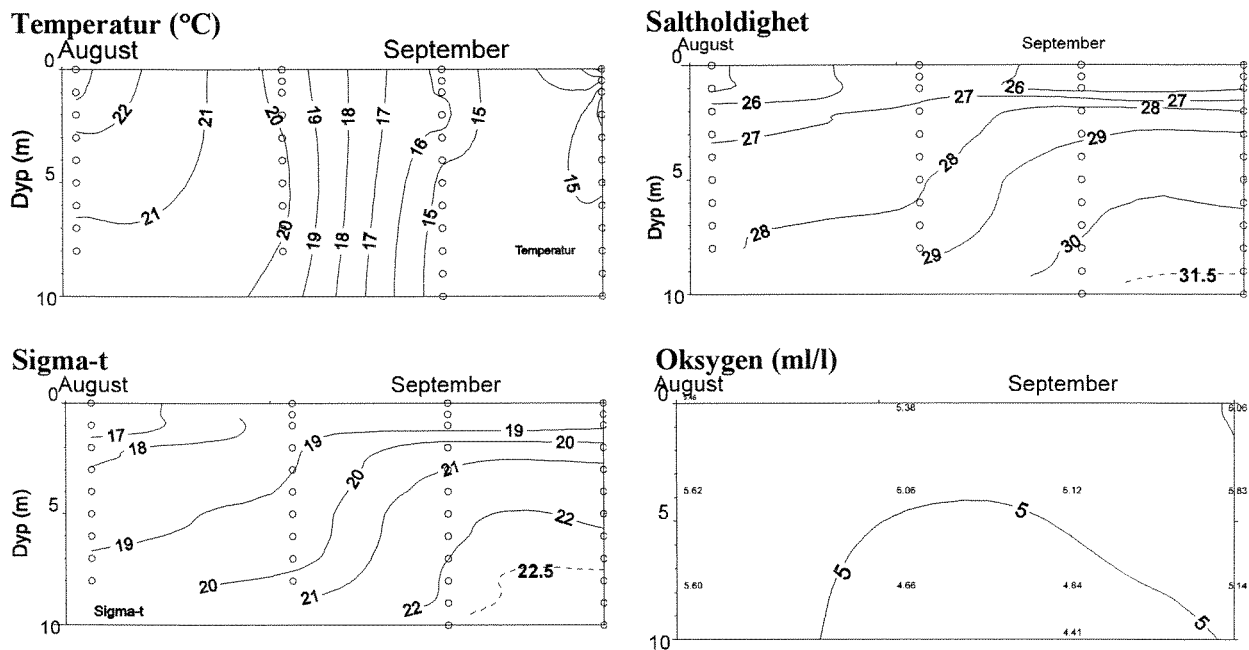 Temperatur (°C)
August September
0
22 21 20 19 18 17 16 15
Dyp (m)
5
21 20 19 18 17 15 15
Temperatur
10
Saltholdighet
August September
0
26 27 26 27
27 28
Dyp (m)
5
28 29
28 29 30
31.5
10
Sigma-t
August September
0
17 19 19
18 20
20 21
Dyp (m)
5
19 22
20 21 22 22.5
Sigma-t
10
Oksygen (ml/l)
August September
0
5.38 5.06
5.62 5.06 5.12 5.83
5
5
5
5.60 4.66 4.84 5.14
5
10
4.41